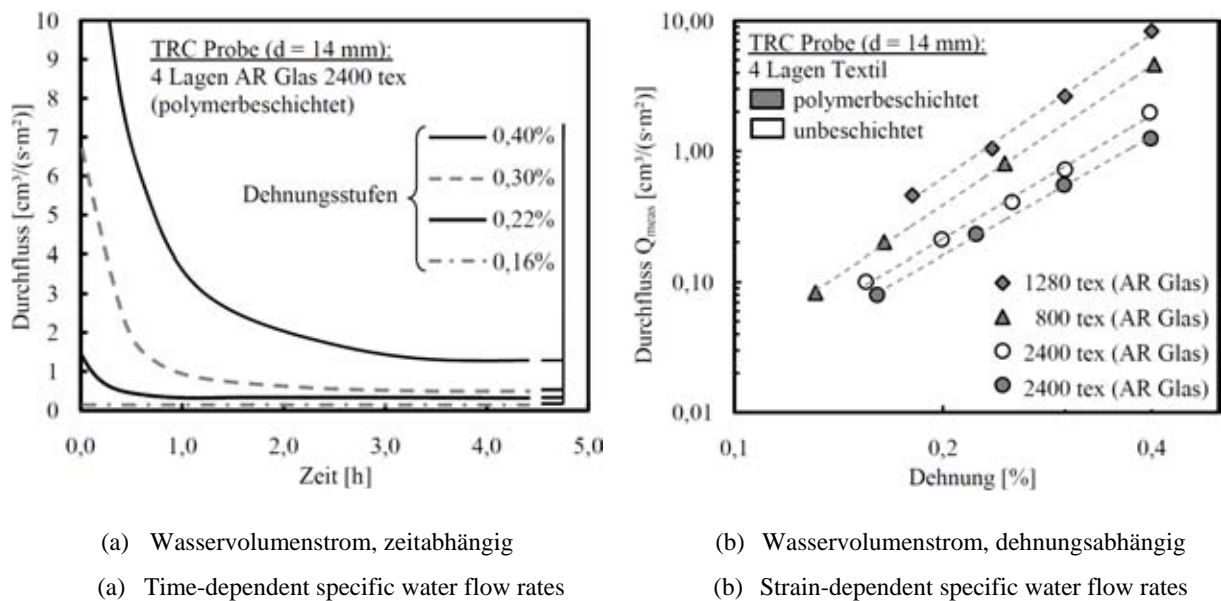 10
9
8
7
6
5
4
3
2
1
0
Durchfluss [cm³/(s·m²)]
TRC Probe (d = 14 mm):
4 Lagen AR Glas 2400 tex
(polymerbeschichtet)
Dehnungsstufen
0,40%
0,30%
0,22%
0,16%
0,0 1,0 2,0 3,0 4,0 5,0
Zeit [h]
10,00
1,00
0,10
0,01
Durchfluss Qmeas [cm³/(s·m²)]
TRC Probe (d = 14 mm):
4 Lagen Textil
polymerbeschichtet
unbeschichtet
1280 tex (AR Glas)
800 tex (AR Glas)
2400 tex (AR Glas)
2400 tex (AR Glas)
0,1 0,2 0,4
Dehnung [%]
(a) Wasservolumenstrom, zeitabhängig
(a) Time-dependent specific water flow rates
(b) Wasservolumenstrom, dehnungsabhängig
(b) Strain-dependent specific water flow rates